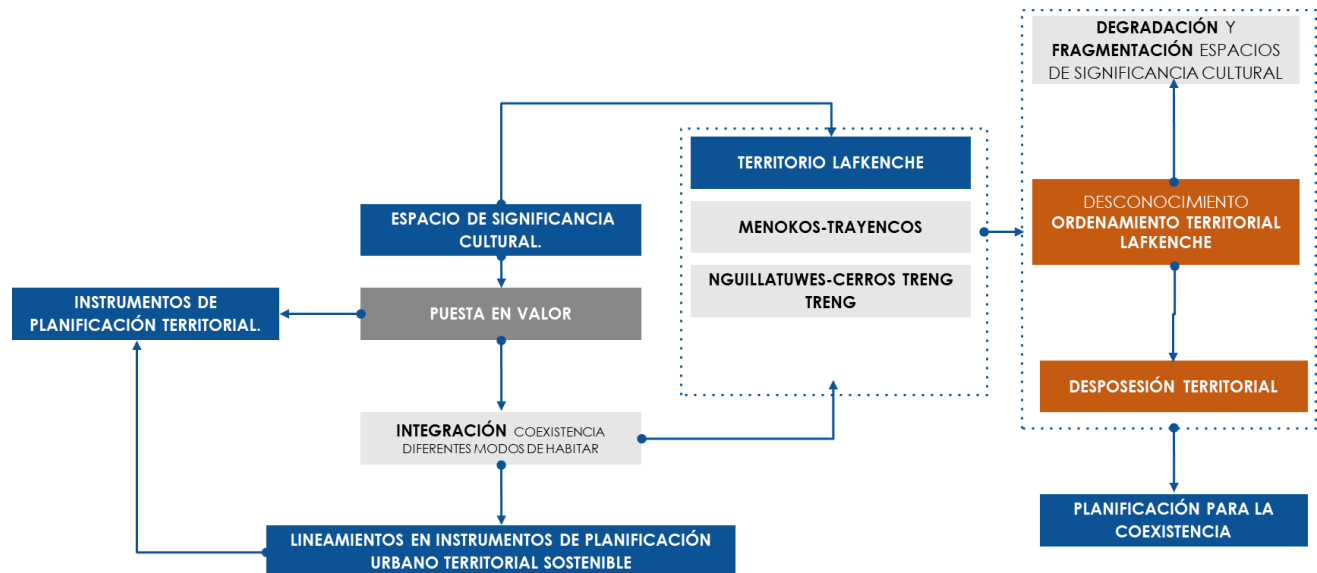 DEGRADACIÓN Y
FRAGMENTACIÓN ESPACIOS
DE SIGNIFICANCIA CULTURAL
TERRITORIO LAFKENCHE
MENOKOS-TRAYENCOS
NGUILLATUWES-CERROS TRENG
TRENG
DESCONOCIMIENTO
ORDENAMIENTO TERRITORIAL
LAFKENCHE
DESPOSESIÓN TERRITORIAL
PLANIFICACIÓN PARA LA
COEXISTENCIA
ESPACIO DE SIGNIFICANCIA
CULTURAL.
PUESTA EN VALOR
INSTRUMENTOS DE
PLANIFICACIÓN TERRITORIAL.
INTEGRACIÓN COEXISTENCIA
DIFERENTES MODOS DE HABITAR
LINEAMIENTOS EN INSTRUMENTOS DE PLANIFICACIÓN
URBANO TERRITORIAL SOSTENIBLE